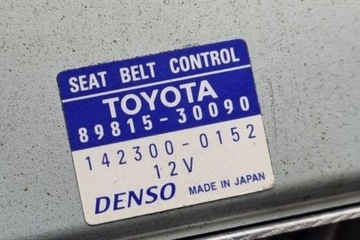 SEAT BELT CONTROL
TOYOTA
89815-30090
142300-0152
12V
DENSO MADE IN JAPAN